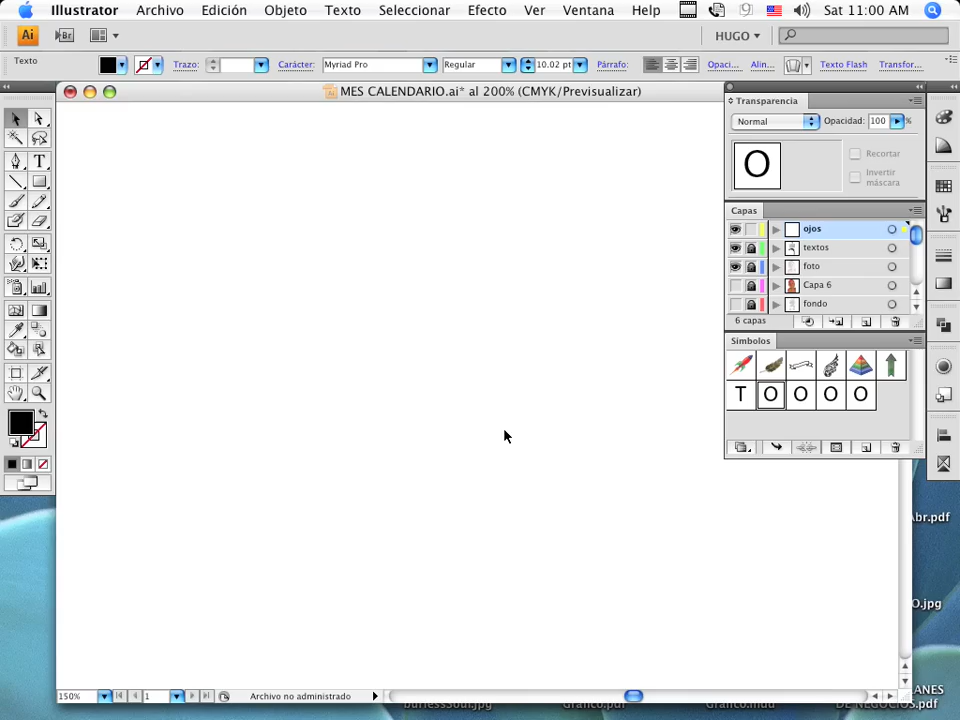 Illustrator Archivo Edición Objeto Texto Seleccionar Efecto Ver Ventana Help Sat 11:00 AM
Ai Br HUGO
Texto Trazo: Carácter: Myriad Pro Regular 10.02 pt Párrafo: Opaci... Alin... Texto Flash Transfor...
MES CALENDARIO.ai* al 200% (CMYK/Previsualizar)
Transparencia
Normal Opacidad: 100 %
O
Recortar
Invertir
máscara
Capas
ojos
textos
foto
Capa 6
fondo
6 capas
Símbolos
T O O O O
Abr.pdf
O.jpg
150% 1 Archivo no administrado
LANES
DE NEGOCIOS.pdf